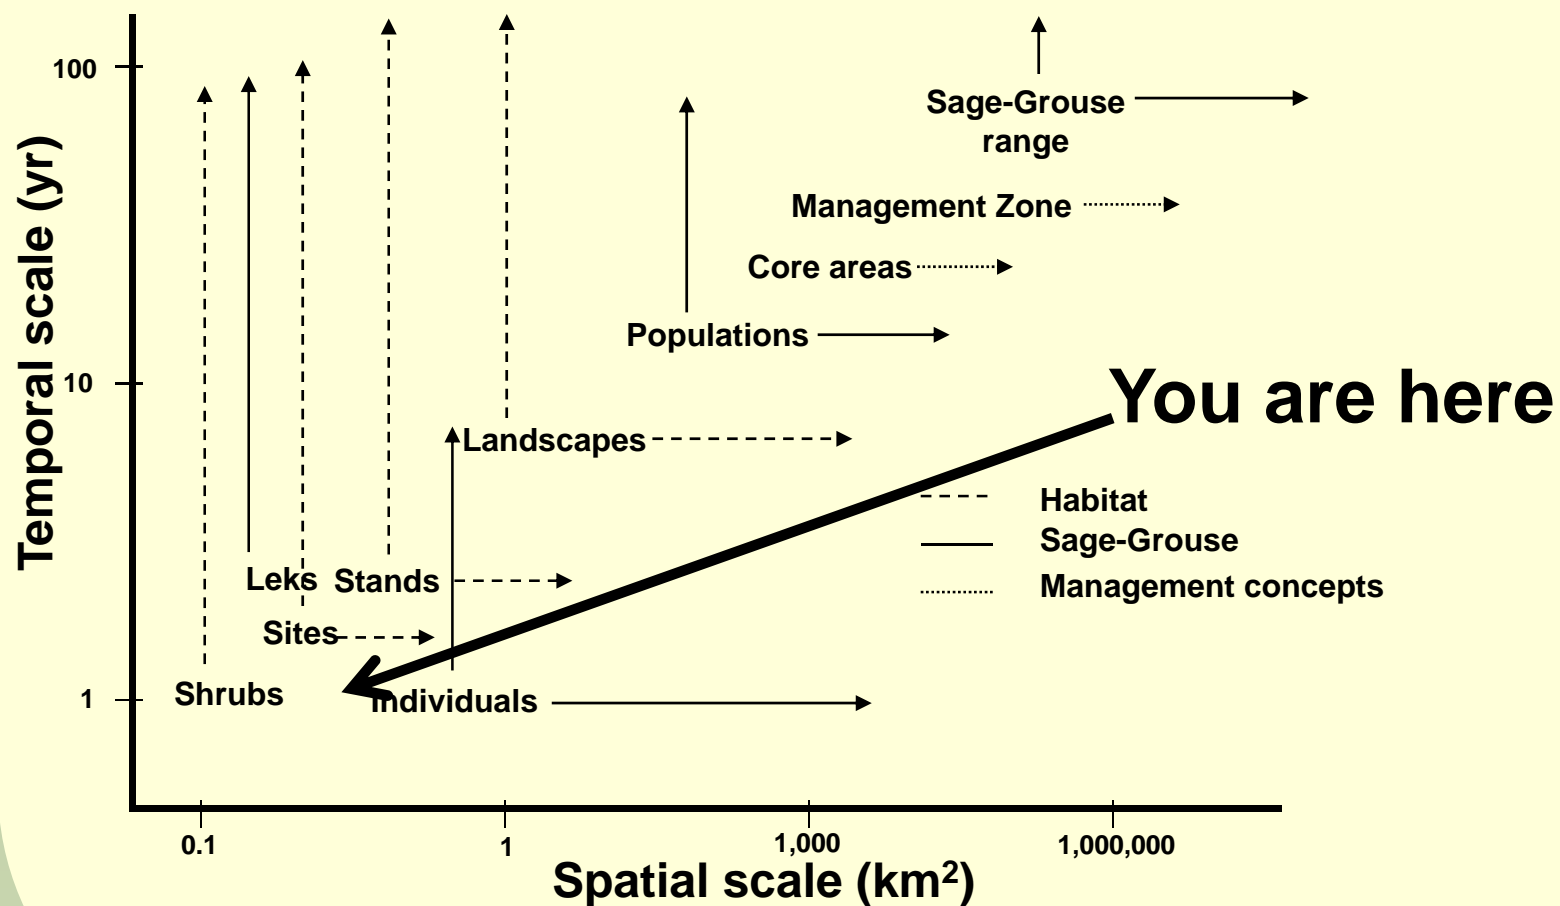 100
Sage-Grouse
range
Management Zone
Core areas
Populations
10
You are here
Landscapes
Habitat
Sage-Grouse
Management concepts
Leks
Stands
Sites
Shrubs
1
Individuals
Temporal scale (yr)
0.1
1
1,000
1,000,000
Spatial scale (km²)